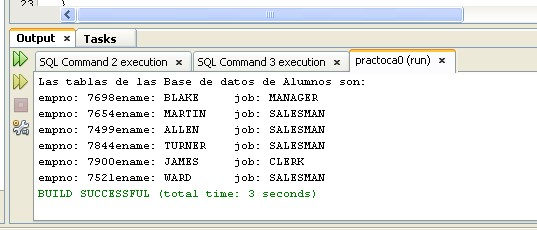 23
Output × Tasks
SQL Command 2 execution × SQL Command 3 execution × practoca0 (run) ×
Las tablas de las Base de datos de Alumnos son:
empno: 7698ename: BLAKE job: MANAGER
empno: 7654ename: MARTIN job: SALESMAN
empno: 7499ename: ALLEN job: SALESMAN
empno: 7844ename: TURNER job: SALESMAN
empno: 7900ename: JAMES job: CLERK
empno: 7521ename: WARD job: SALESMAN
BUILD SUCCESSFUL (total time: 3 seconds)